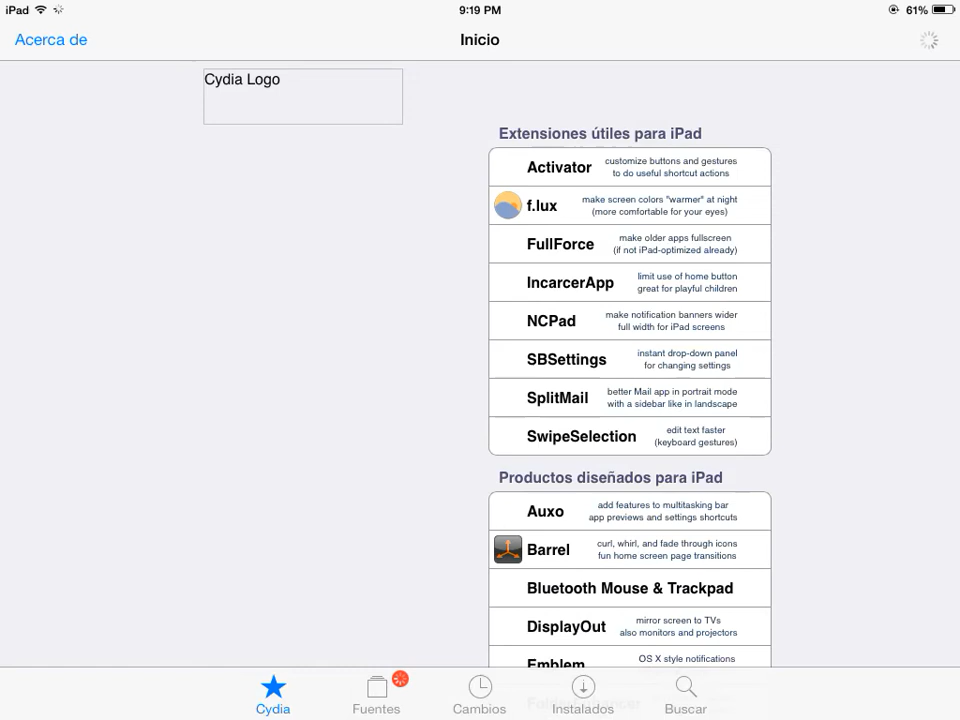 iPad
9:19 PM
61%
Acerca de
Inicio
Cydia Logo
Extensiones útiles para iPad
Activator
customize buttons and gestures
to do useful shortcut actions
f.lux
make screen colors "warmer" at night
(more comfortable for your eyes)
FullForce
make older apps fullscreen
(if not iPad-optimized already)
IncarcerApp
limit use of home button
great for playful children
NCPad
make notification banners wider
full width for iPad screens
SBSettings
instant drop-down panel
for changing settings
SplitMail
better Mail app in portrait mode
with a sidebar like in landscape
SwipeSelection
edit text faster
(keyboard gestures)
Productos diseñados para iPad
Auxo
add features to multitasking bar
app previews and settings shortcuts
Barrel
curl, whirl, and fade through icons
fun home screen page transitions
Bluetooth Mouse & Trackpad
DisplayOut
mirror screen to TVs
also monitors and projectors
Emblem
OS X style notifications
Cydia
Fuentes
Cambios
Instalados
Buscar